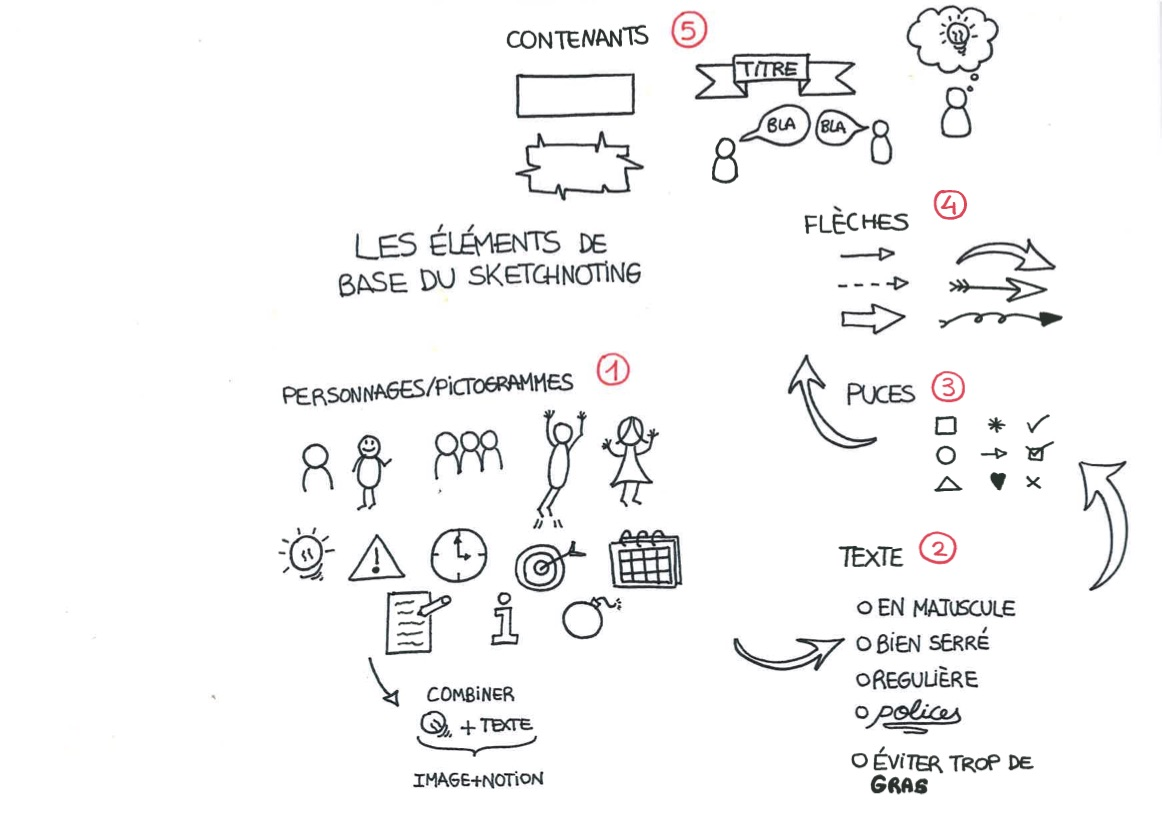 LES ÉLÉMENTS DE
BASE DU SKETCHNOTING
PERSONNAGES/PICTOGRAMMES 1
COMBINER
+ TEXTE
IMAGE+NOTION
TEXTE 2
EN MAJUSCULE
BIEN SERRÉ
REGULIÈRE
polices
ÉVITER TROP DE
GRAS
PUCES 3
FLÈCHES 4
CONTENANTS 5
TITRE
BLA
BLA